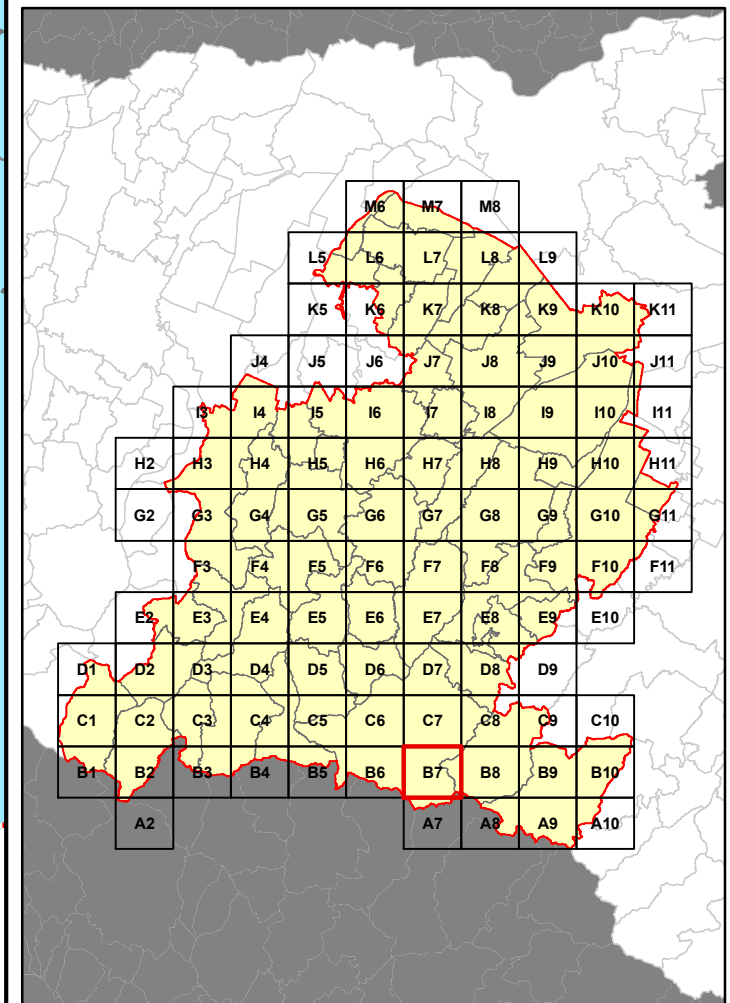 M6 M7 M8
L5 L6 L7 L8 L9
K5 K6 K7 K8 K9 K10 K11
J4 J5 J6 J7 J8 J9 J10 J11
I3 I4 I5 I6 I7 I8 I9 I10 I11
H2 H3 H4 H5 H6 H7 H8 H9 H10 H11
G2 G3 G4 G5 G6 G7 G8 G9 G10 G11
F3 F4 F5 F6 F7 F8 F9 F10 F11
E2 E3 E4 E5 E6 E7 E8 E9 E10
D1 D2 D3 D4 D5 D6 D7 D8 D9
C1 C2 C3 C4 C5 C6 C7 C8 C9 C10
B1 B2 B3 B4 B5 B6 B7 B8 B9 B10
A2 A7 A8 A9 A10